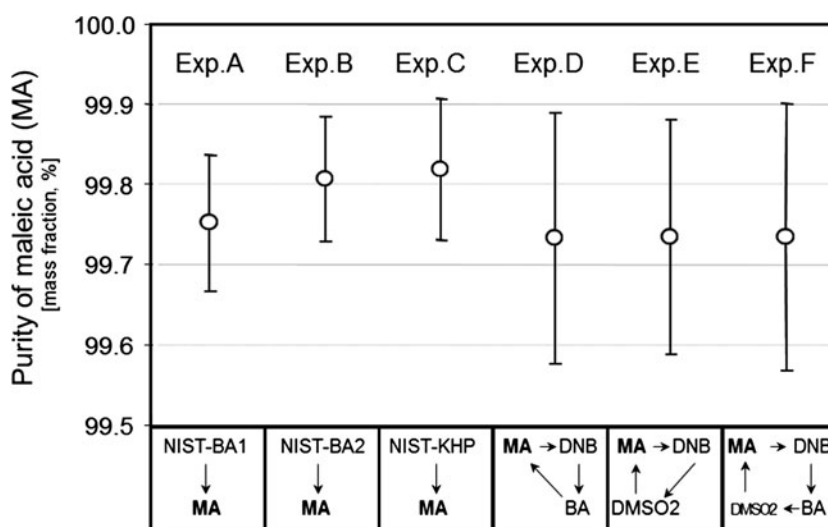 Purity of maleic acid (MA)
[mass fraction, %]
100.0
99.9
99.8
99.7
99.6
99.5
Exp.A Exp.B Exp.C Exp.D Exp.E Exp.F
NIST-BA1
↓
MA
NIST-BA2
↓
MA
NIST-KHP
↓
MA
MA → DNB
BA
MA → DNB
DMSO2
MA → DNB
DMSO2 ← BA